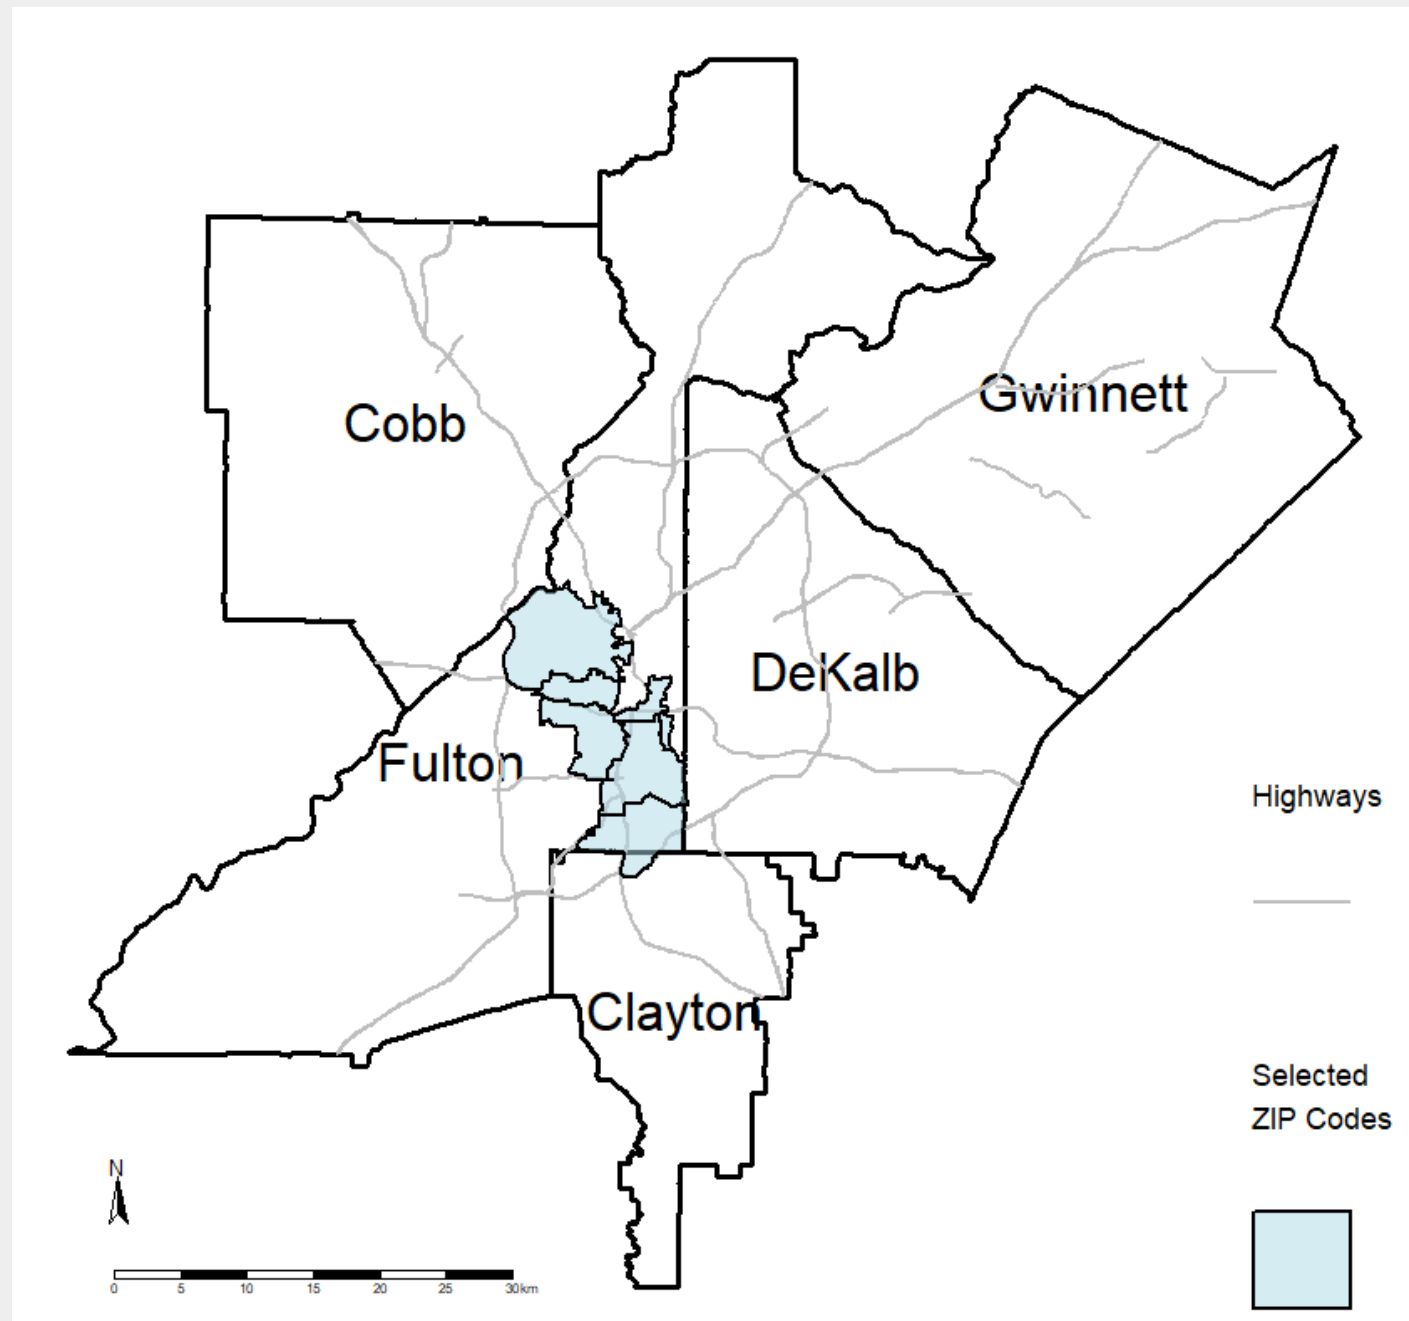 Cobb
Gwinnett
DeKalb
Fulton
Highways
Clayton
Selected
ZIP Codes
N
0 5 10 15 20 25 30km